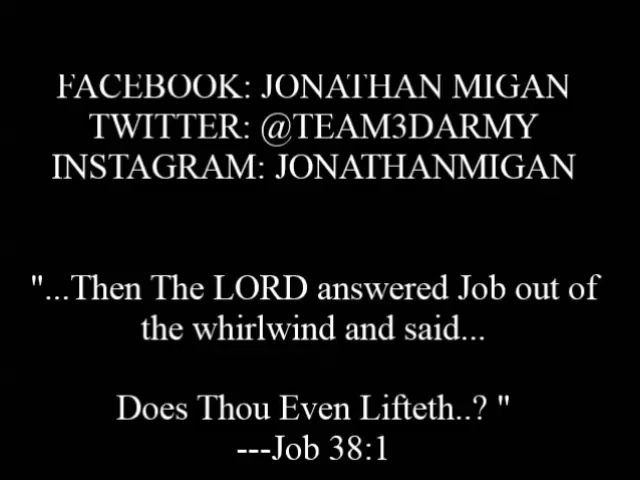 FACEBOOK: JONATHAN MIGAN
TWITTER: @TEAM3DARMY
INSTAGRAM: JONATHANMIGAN
"...Then The LORD answered Job out of
the whirlwind and said...
Does Thou Even Lifteth..? "
---Job 38:1